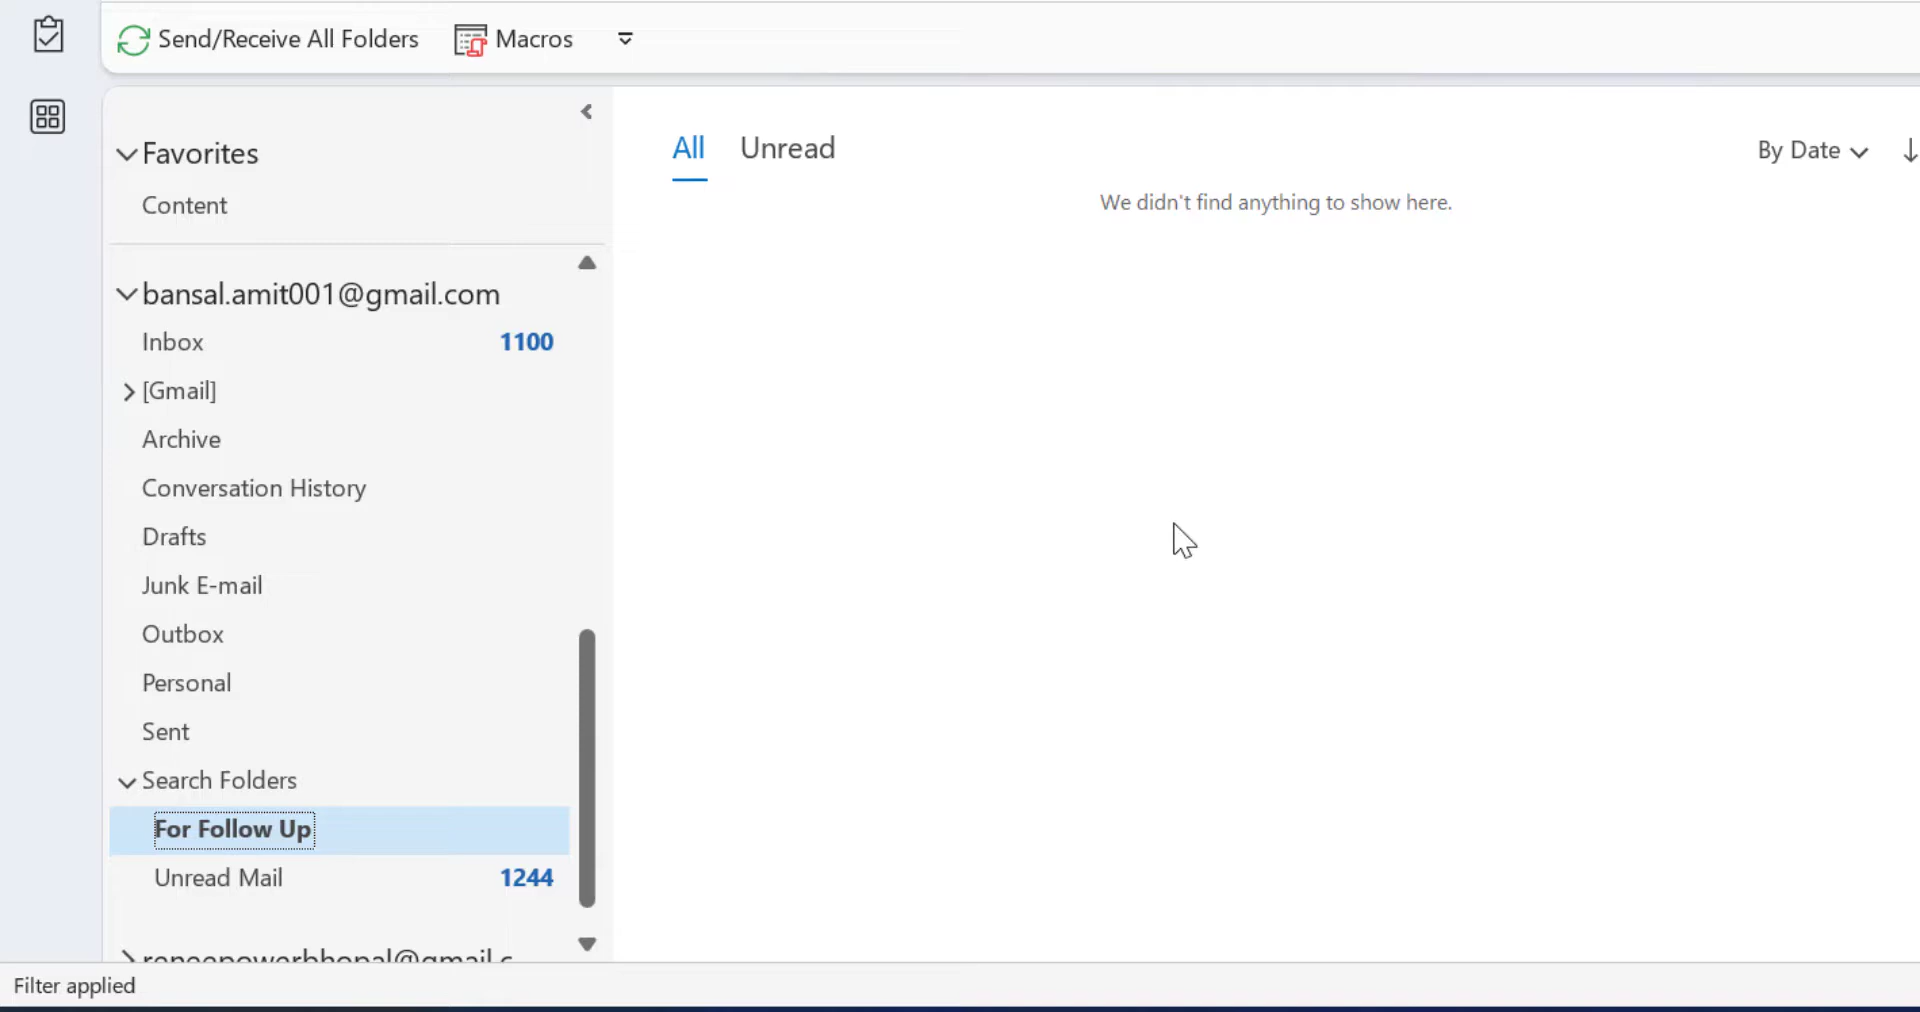 Send/Receive All Folders
Macros
Favorites
Content
bansal.amit001@gmail.com
Inbox 1100
[Gmail]
Archive
Conversation History
Drafts
Junk E-mail
Outbox
Personal
Sent
Search Folders
For Follow Up
Unread Mail 1244
All Unread
By Date
We didn't find anything to show here.
Filter applied